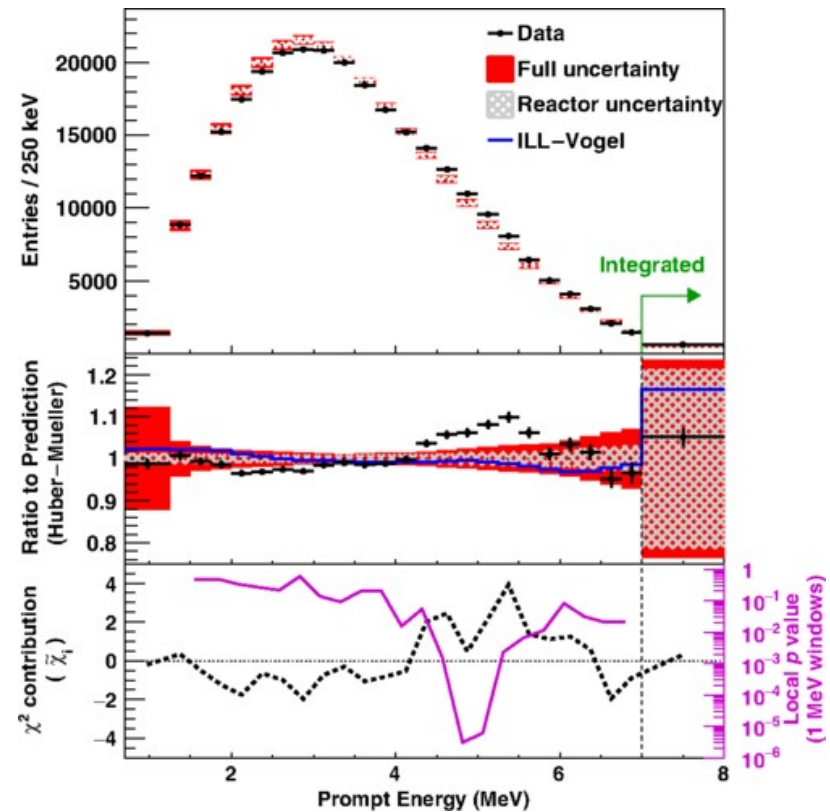 Entries / 250 keV
20000
15000
10000
5000
Data
Full uncertainty
Reactor uncertainty
ILL−Vogel
Integrated
Ratio to Prediction
(Huber−Mueller)
1.2
1.1
1
0.9
0.8
χ² contribution
( χ̃ᵢ )
4
2
0
−2
−4
1
10⁻¹
10⁻²
10⁻³
10⁻⁴
10⁻⁵
10⁻⁶
Local p value
(1 MeV windows)
2
4
6
8
Prompt Energy (MeV)